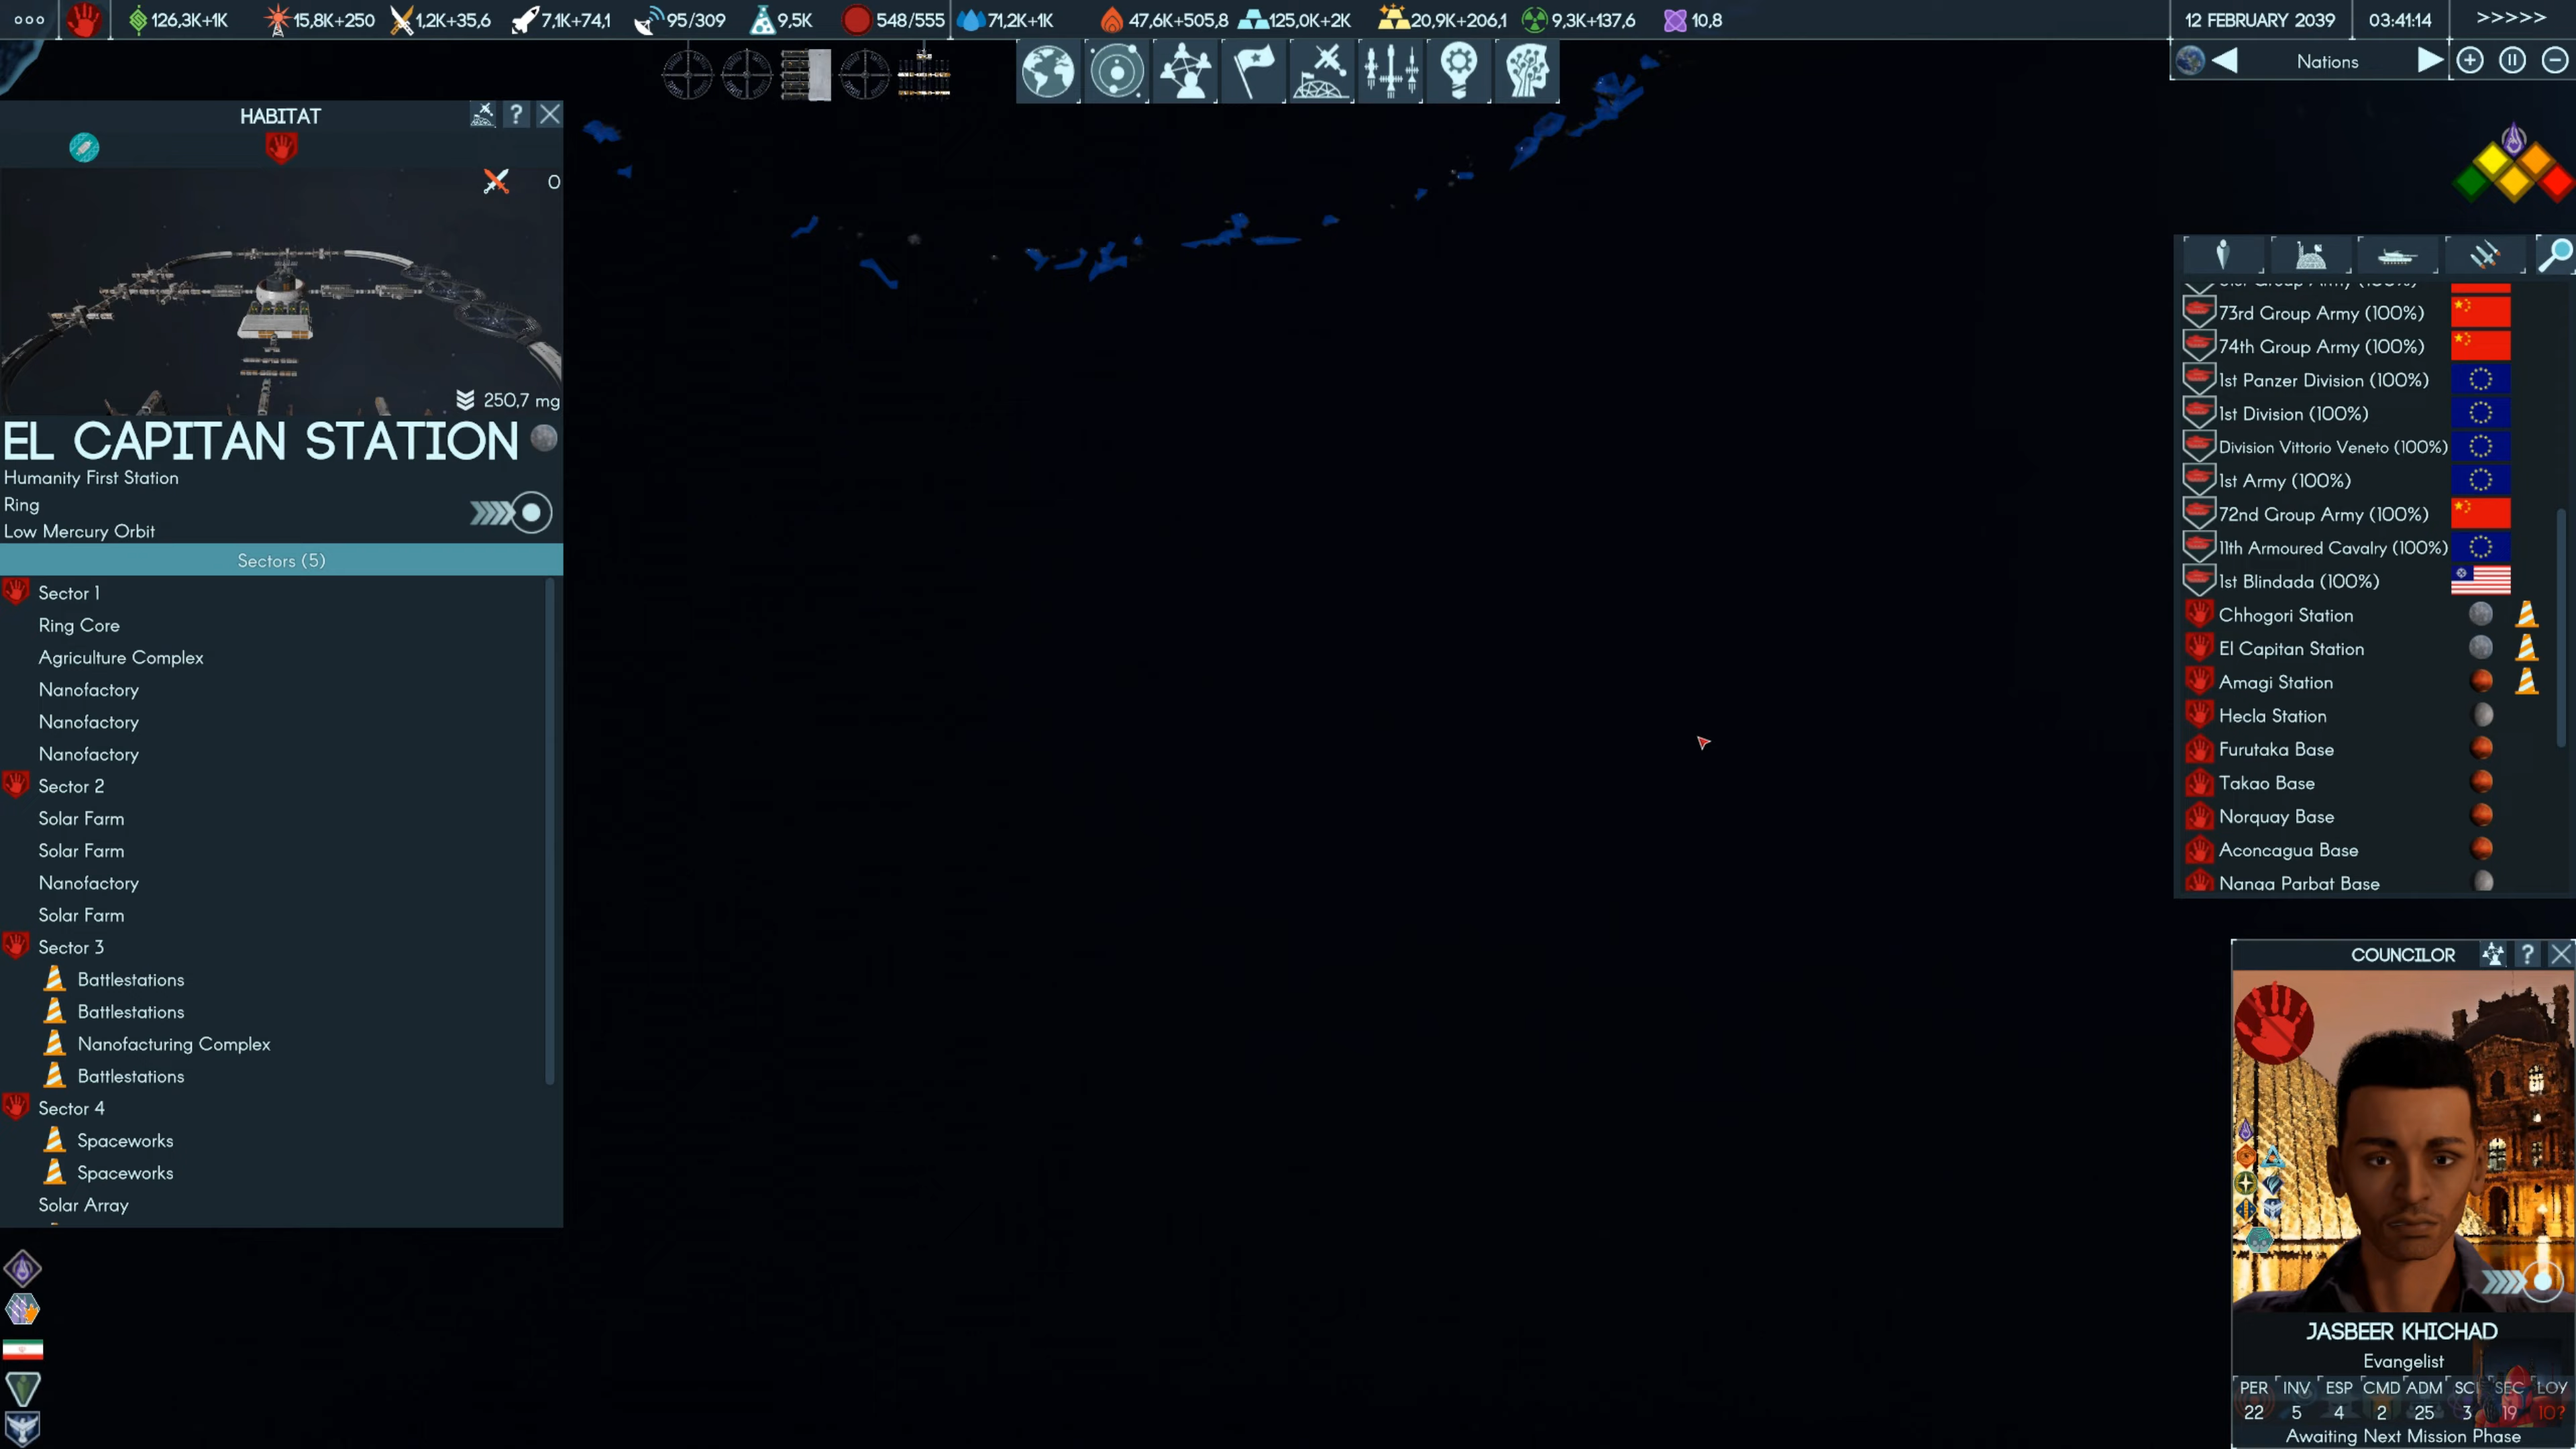 126,3K+1K 15,8K+250 1,2K+35,6 7,1K+74,1 95/309 9,5K 548/555 71,2K+1K 47,6K+505,8 125,0K+2K 20,9K+206,1 9,3K+137,6 10,8 12 FEBRUARY 2039 03:41:14 >>>>>
Nations
HABITAT ?
0
250,7 mg
EL CAPITAN STATION
Humanity First Station
Ring
Low Mercury Orbit
Sectors (5)
Sector 1
Ring Core
Agriculture Complex
Nanofactory
Nanofactory
Nanofactory
Sector 2
Solar Farm
Solar Farm
Nanofactory
Solar Farm
Sector 3
Battlestations
Battlestations
Nanofacturing Complex
Battlestations
Sector 4
Spaceworks
Spaceworks
Solar Array
73rd Group Army (100%)
74th Group Army (100%)
1st Panzer Division (100%)
1st Division (100%)
Division Vittorio Veneto (100%)
1st Army (100%)
72nd Group Army (100%)
11th Armoured Cavalry (100%)
1st Blindada (100%)
Chhogori Station
El Capitan Station
Amagi Station
Hecla Station
Furutaka Base
Takao Base
Norquay Base
Aconcagua Base
Nanga Parbat Base
COUNCILOR ?
JASBEER KHICHAD
Evangelist
PER INV ESP CMD ADM SCI SEC LOY
22 5 4 2 25 3 19 10?
Awaiting Next Mission Phase